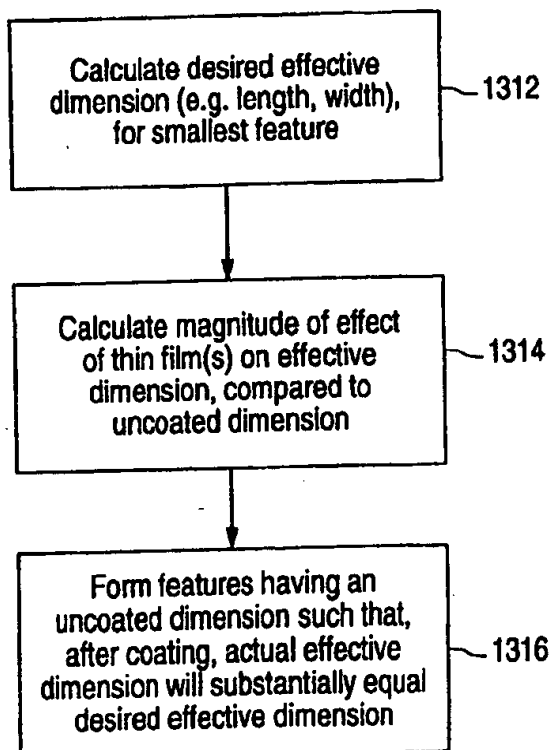 Calculate desired effective
dimension (e.g. length, width),
for smallest feature
1312
Calculate magnitude of effect
of thin film(s) on effective
dimension, compared to
uncoated dimension
1314
Form features having an
uncoated dimension such that,
after coating, actual effective
dimension will substantially equal
desired effective dimension
1316